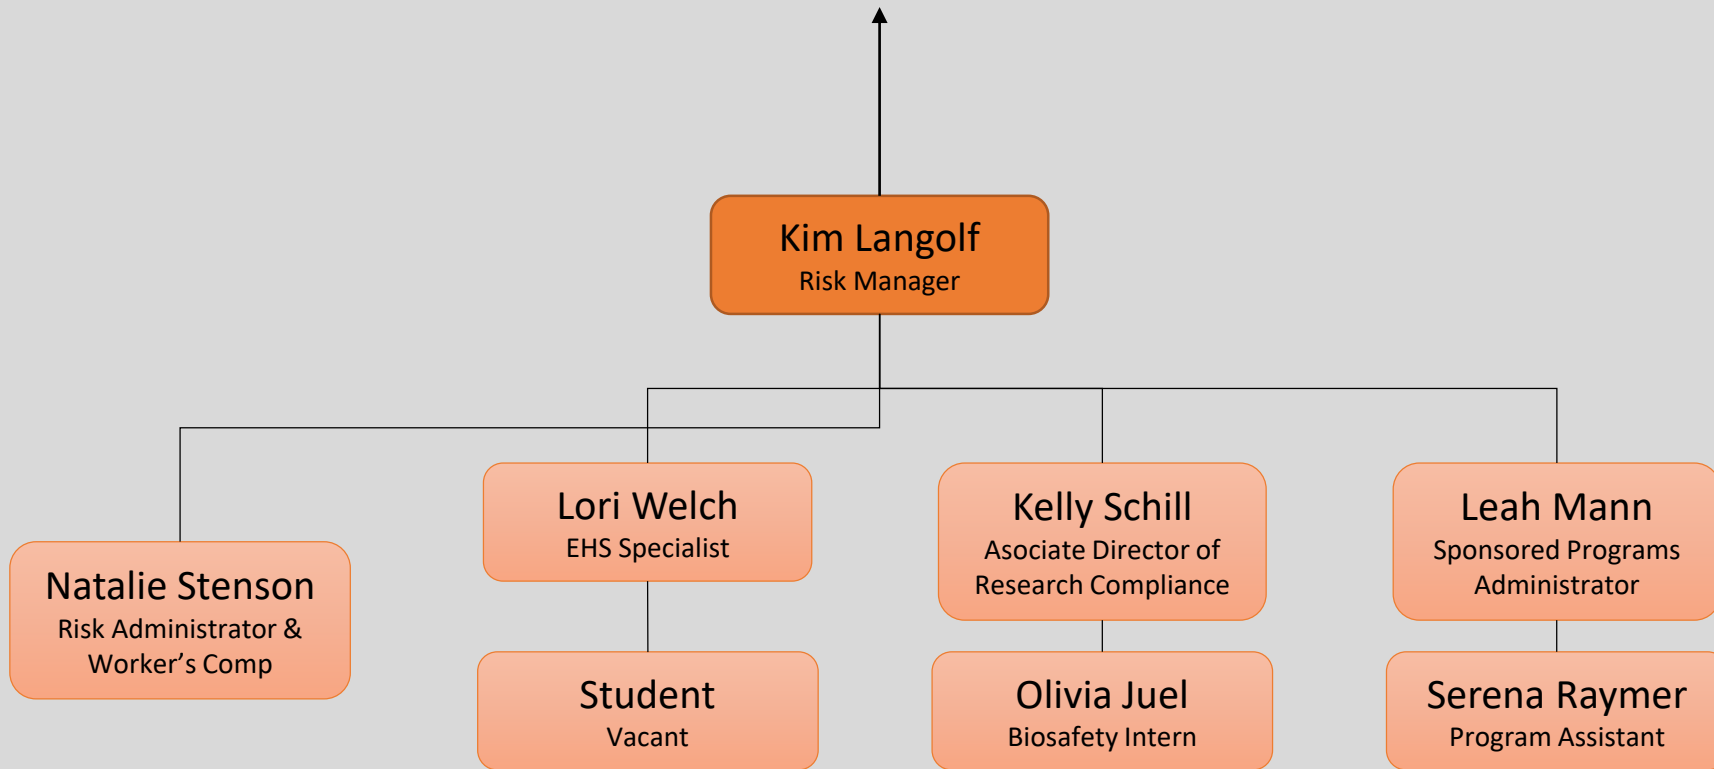 Kim Langolf
Risk Manager
Natalie Stenson
Risk Administrator &
Worker’s Comp
Lori Welch
EHS Specialist
Student
Vacant
Kelly Schill
Asociate Director of
Research Compliance
Olivia Juel
Biosafety Intern
Leah Mann
Sponsored Programs
Administrator
Serena Raymer
Program Assistant